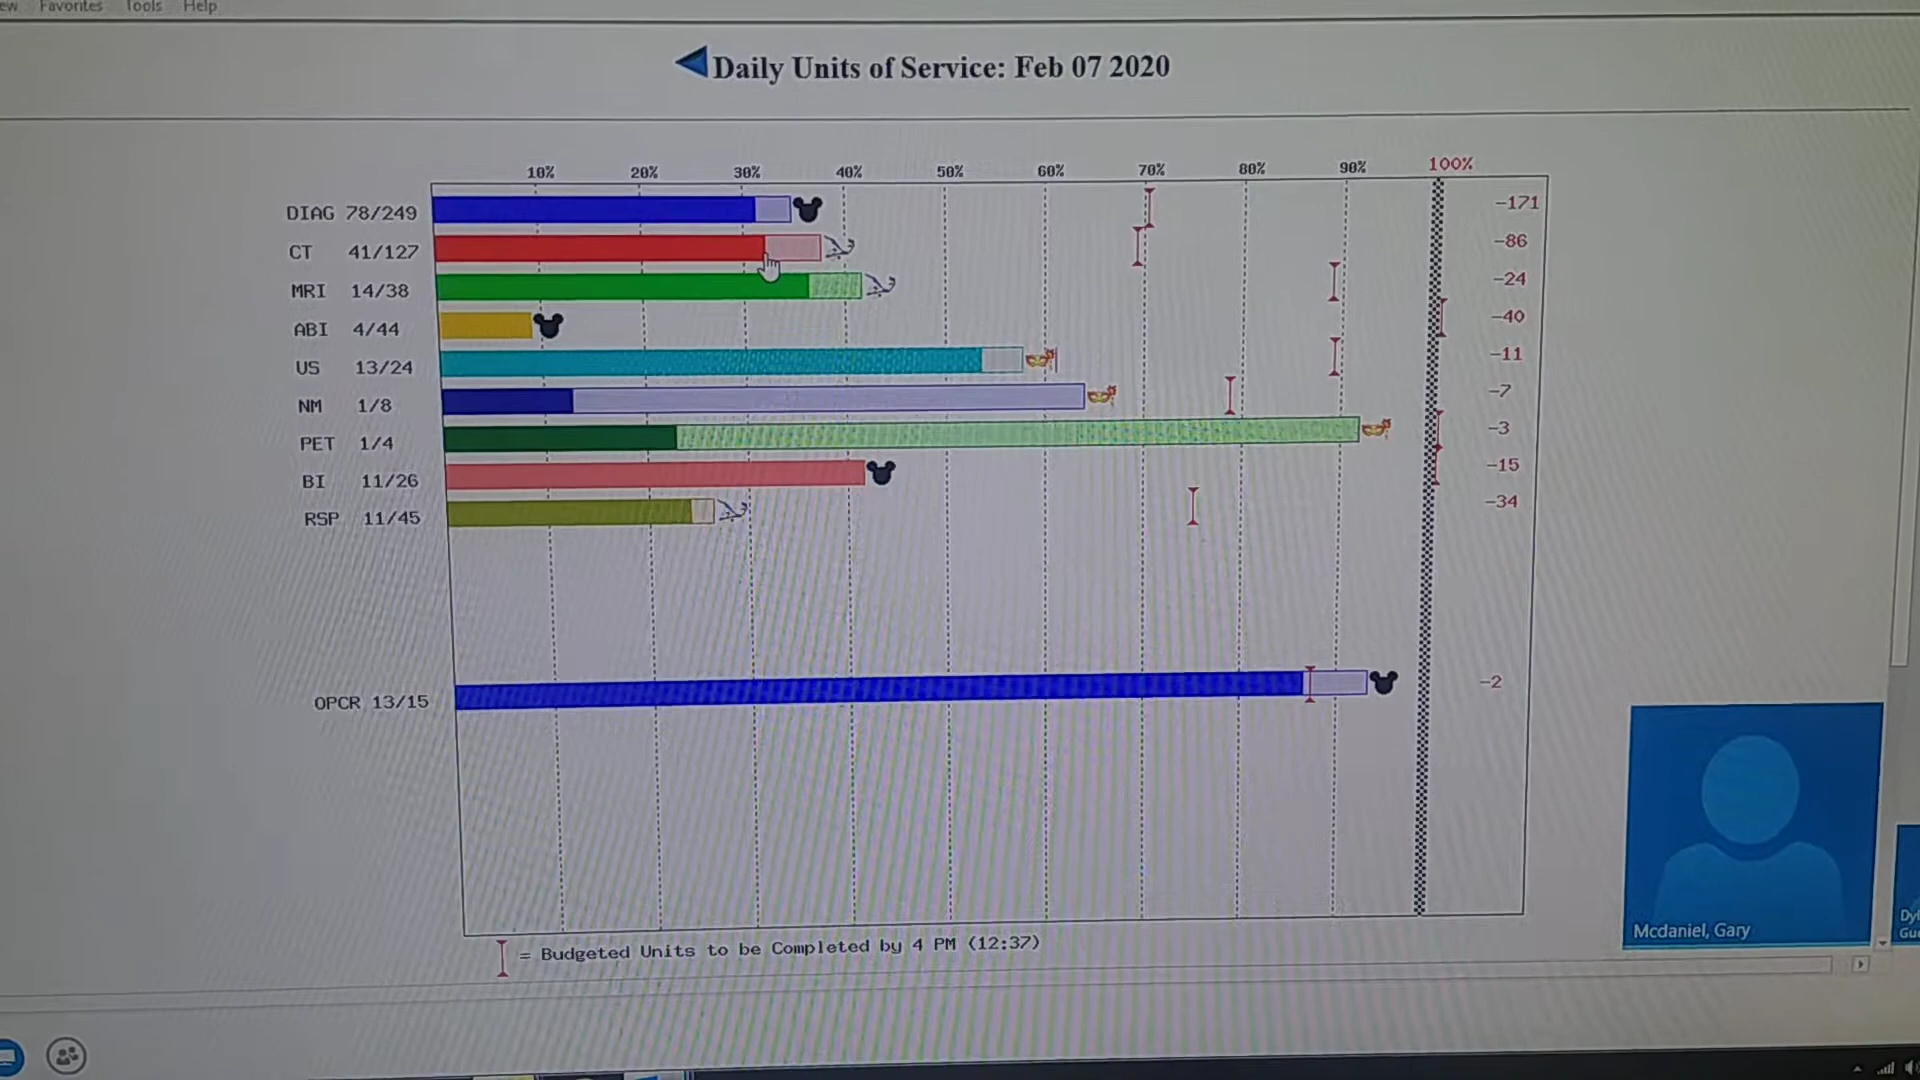 Favorites Tools Help
Daily Units of Service: Feb 07 2020
10% 20% 30% 40% 50% 60% 70% 80% 90% 100%
DIAG 78/249 -171
CT 41/127 -86
MRI 14/38 -24
ABI 4/44 -40
US 13/24 -11
NM 1/8 -7
PET 1/4 -3
BI 11/26 -15
RSP 11/45 -34
OPCR 13/15 -2
= Budgeted Units to be Completed by 4 PM (12:37)
Mcdaniel, Gary